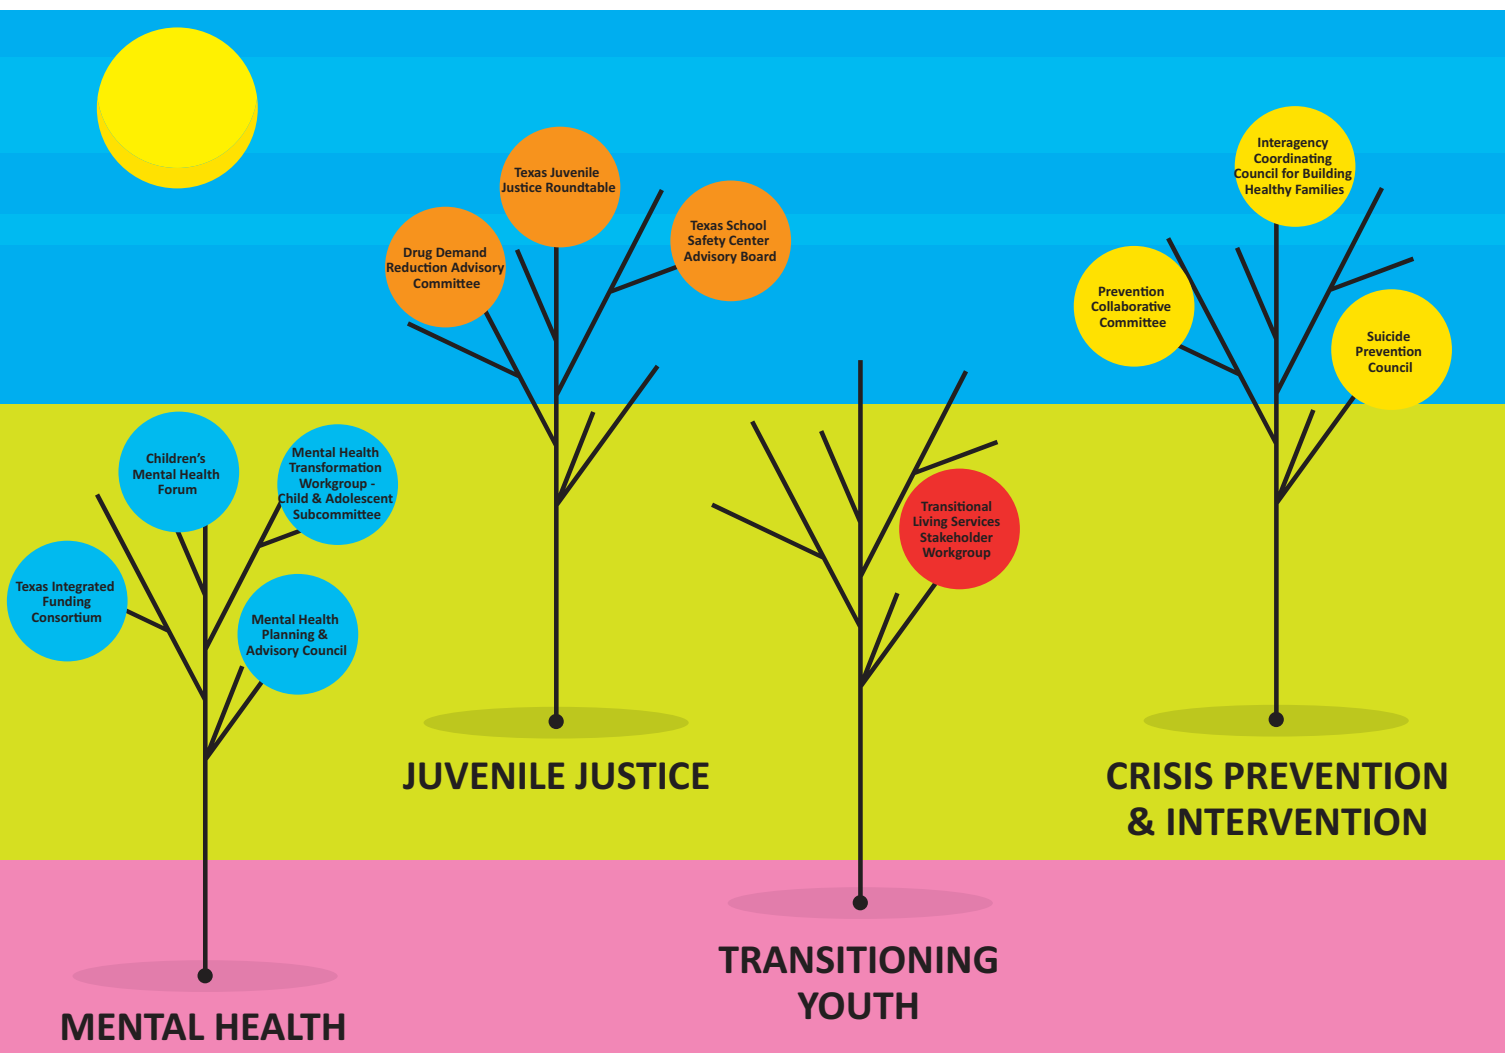 Interagency
Coordinating
Council for Building
Healthy Families
Texas Juvenile
Justice Roundtable
Texas School
Safety Center
Advisory Board
Drug Demand
Reduction Advisory
Committee
Prevention
Collaborative
Committee
Suicide
Prevention
Council
Children’s
Mental Health
Forum
Mental Health
Transformation
Workgroup -
Child & Adolescent
Subcommittee
Transitional
Living Services
Stakeholder
Workgroup
Texas Integrated
Funding
Consortium
Mental Health
Planning &
Advisory Council
JUVENILE JUSTICE
CRISIS PREVENTION
& INTERVENTION
TRANSITIONING
YOUTH
MENTAL HEALTH